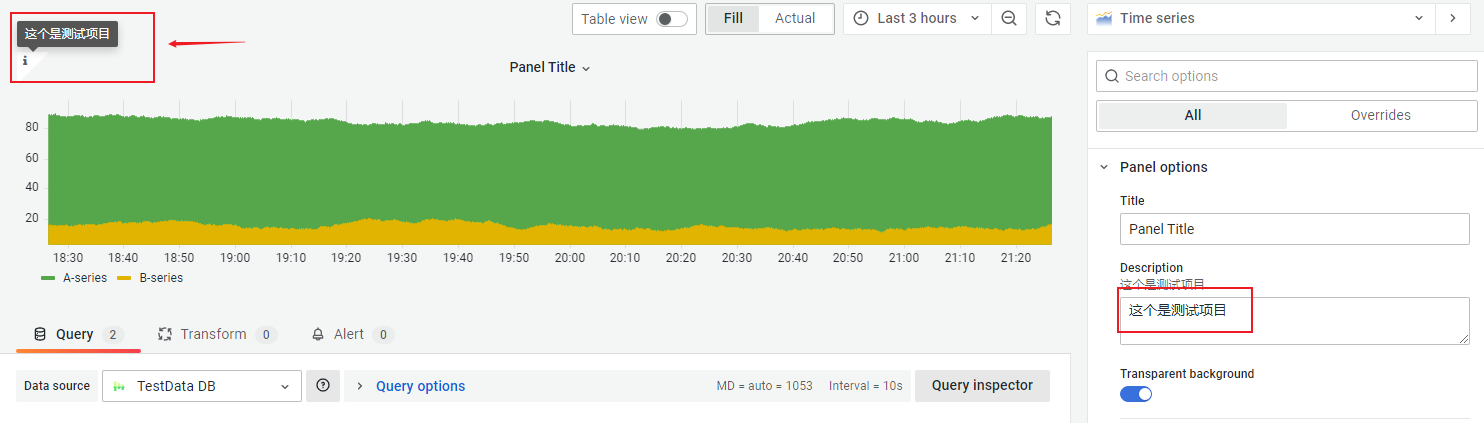 这个是测试项目
Table view
Fill
Actual
Last 3 hours
Time series
Panel Title
80
60
40
20
18:30 18:40 18:50 19:00 19:10 19:20 19:30 19:40 19:50 20:00 20:10 20:20 20:30 20:40 20:50 21:00 21:10 21:20
A-series B-series
Query 2 Transform 0 Alert 0
Data source TestData DB Query options MD = auto = 1053 Interval = 10s Query inspector
Search options
All Overrides
Panel options
Title
Panel Title
Description
这个是测试项目
这个是测试项目
Transparent background